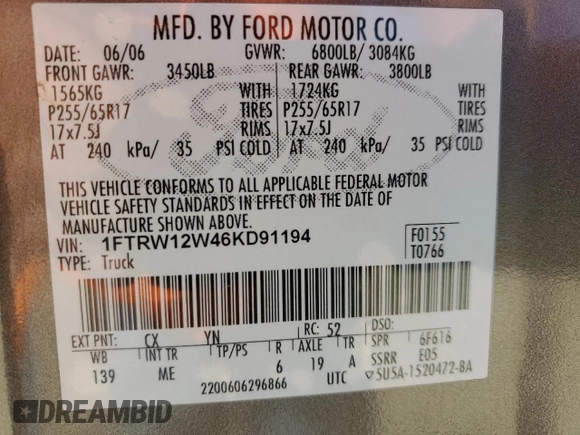 MFD. BY FORD MOTOR CO.
DATE: 06/06 GVWR: 6800LB/ 3084KG
FRONT GAWR: 3450LB REAR GAWR: 3800LB
1565KG WITH 1724KG WITH
P255/65R17 TIRES P255/65R17 TIRES
17x7.5J RIMS 17x7.5J RIMS
AT 240 kPa/ 35 PSI COLD AT 240 kPa/ 35 PSI COLD
Ford
THIS VEHICLE CONFORMS TO ALL APPLICABLE FEDERAL MOTOR
VEHICLE SAFETY STANDARDS IN EFFECT ON THE DATE OF
MANUFACTURE SHOWN ABOVE.
VIN: 1FTRW12W46KD91194 F0155
TYPE: Truck T0766
EXT PNT: CX YN RC: 52 DSO:
WB INT TR TP/PS R AXLE TR SPR 6F616
139 ME 6 19 A SSRR E05
2200606296866 UTC ▽5U5A-1520472-BA
DREAMBID